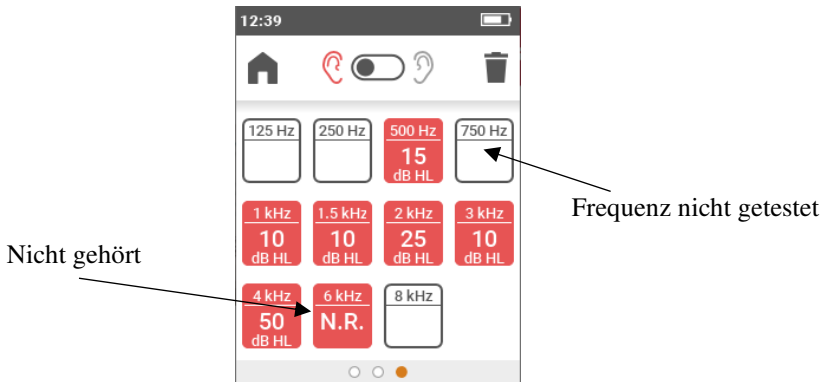 12:39
125 Hz
250 Hz
500 Hz
15
dB HL
750 Hz
Frequenz nicht getestet
1 kHz
10
dB HL
1.5 kHz
10
dB HL
2 kHz
25
dB HL
3 kHz
10
dB HL
Nicht gehört
4 kHz
50
dB HL
6 kHz
N.R.
8 kHz